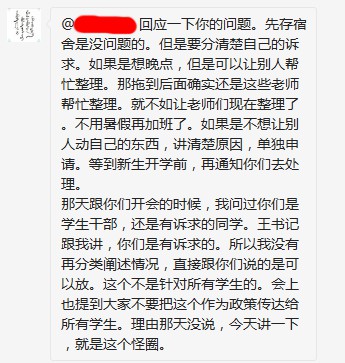 @ 回应一下你的问题。先存宿
舍是没问题的。但是要分清楚自己的诉
求。如果是想晚点，但是可以让别人帮
忙整理。那拖到后面确实还是这些老师
帮忙整理。就不如让老师们现在整理了
。不用暑假再加班了。如果是不想让别
人动自己的东西，讲清楚原因，单独申
请。等到新生开学前，再通知你们去处
理。
那天跟你们开会的时候，我问过你们是
学生干部，还是有诉求的同学。王书记
跟我讲，你们是有诉求的。所以我没有
再分类阐述情况，直接跟你们说的是可
以放。这个不是针对所有学生的。会上
也提到大家不要把这个作为政策传达给
所有学生。理由那天没说，今天讲一下
，就是这个怪圈。